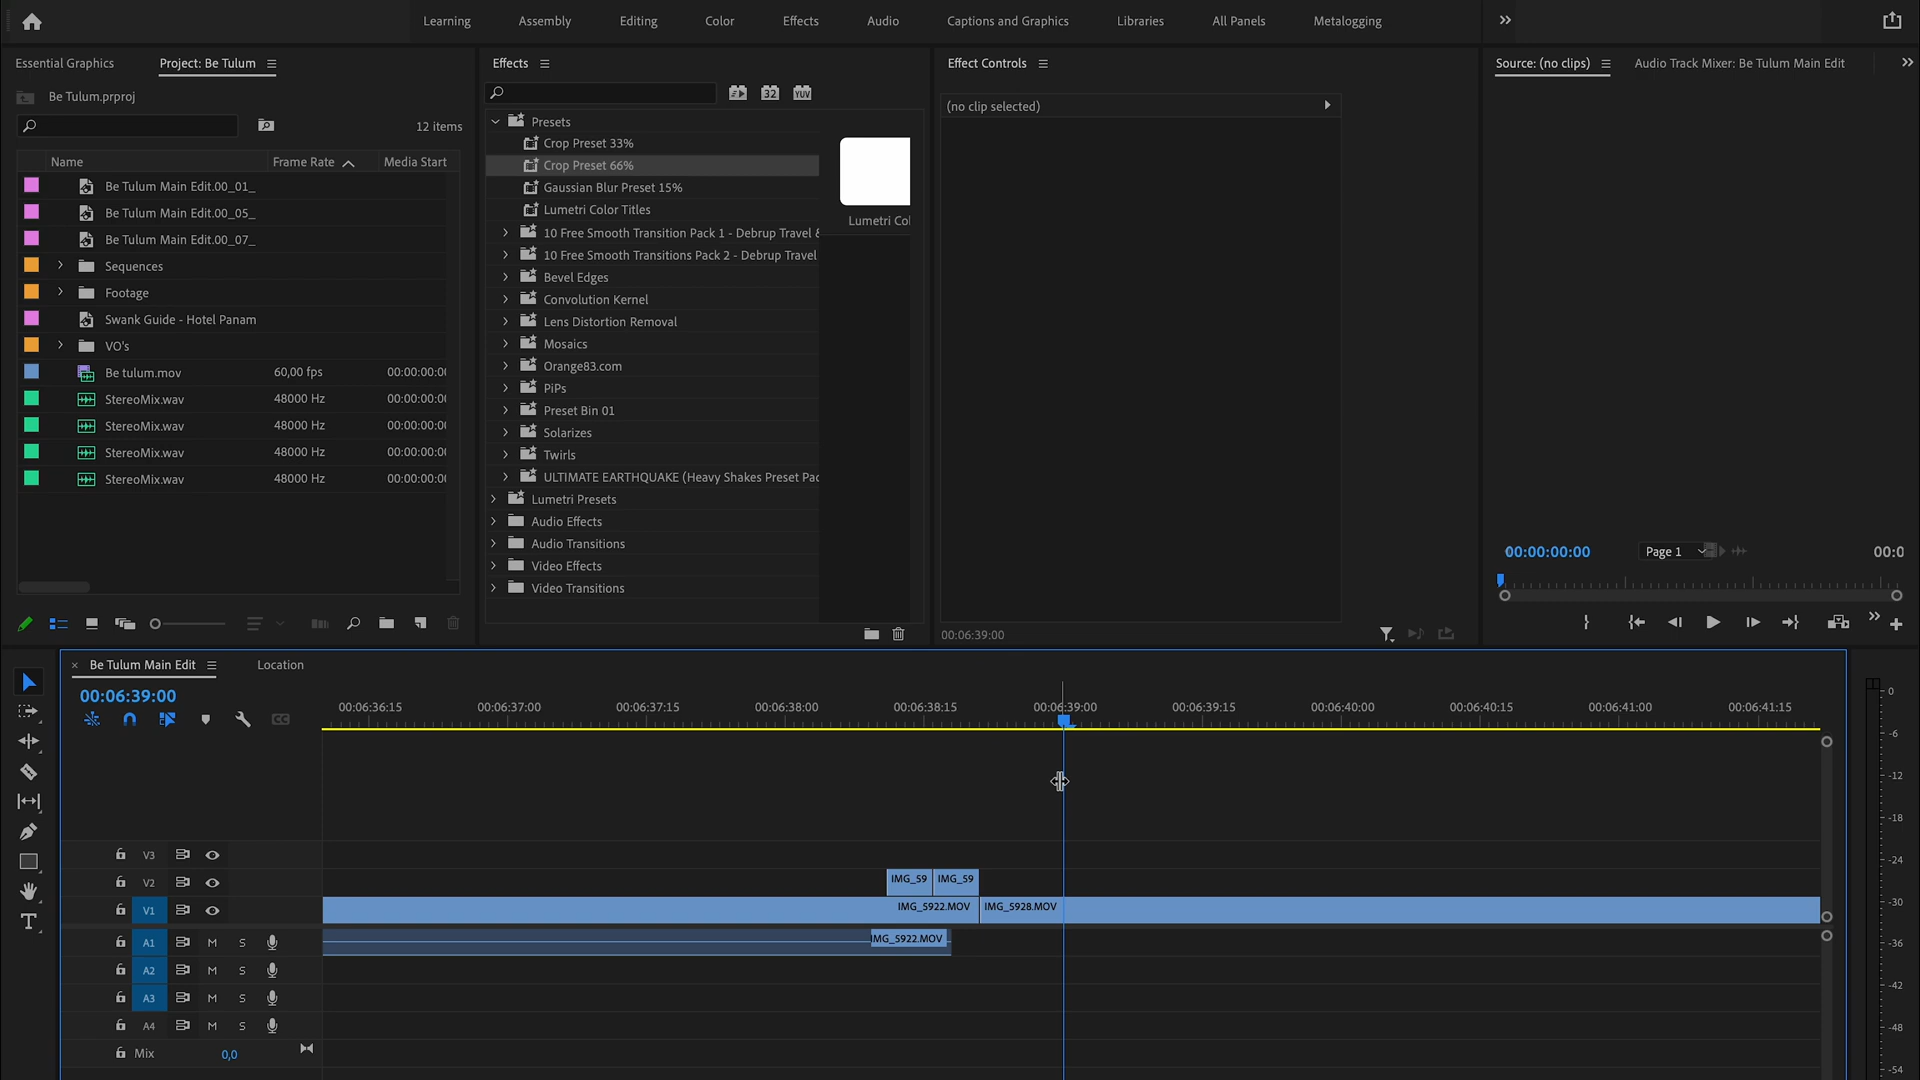 Learning Assembly Editing Color Effects Audio Captions and Graphics Libraries All Panels Metalogging
Essential Graphics Project: Be Tulum
Be Tulum.prproj
12 items
Name Frame Rate Media Start
Be Tulum Main Edit.00_01_
Be Tulum Main Edit.00_05_
Be Tulum Main Edit.00_07_
Sequences
Footage
Swank Guide - Hotel Panam
VO's
Be tulum.mov 60,00 fps 00:00:00:00
StereoMix.wav 48000 Hz 00:00:00:00
StereoMix.wav 48000 Hz 00:00:00:00
StereoMix.wav 48000 Hz 00:00:00:00
StereoMix.wav 48000 Hz 00:00:00:00
Effects
32 YUV
Presets
Crop Preset 33%
Crop Preset 66%
Gaussian Blur Preset 15%
Lumetri Color Titles
10 Free Smooth Transition Pack 1 - Debrup Travel &
10 Free Smooth Transitions Pack 2 - Debrup Travel
Bevel Edges
Convolution Kernel
Lens Distortion Removal
Mosaics
Orange83.com
PiPs
Preset Bin 01
Solarizes
Twirls
ULTIMATE EARTHQUAKE (Heavy Shakes Preset Pac
Lumetri Presets
Audio Effects
Audio Transitions
Video Effects
Video Transitions
Lumetri Col
Effect Controls
(no clip selected)
00:06:39:00
Source: (no clips) Audio Track Mixer: Be Tulum Main Edit
00:00:00:00 Page 1 00:0
Be Tulum Main Edit Location
00:06:39:00
00:06:36:15 00:06:37:00 00:06:37:15 00:06:38:00 00:06:38:15 00:06:39:00 00:06:39:15 00:06:40:00 00:06:40:15 00:06:41:00 00:06:41:15
V3
V2 IMG_59 IMG_59
V1 IMG_5922.MOV IMG_5928.MOV
A1 M S IMG_5922.MOV
A2 M S
A3 M S
A4 M S
Mix 0,0
0
-6
-12
-18
-24
-30
-36
-42
-48
-54